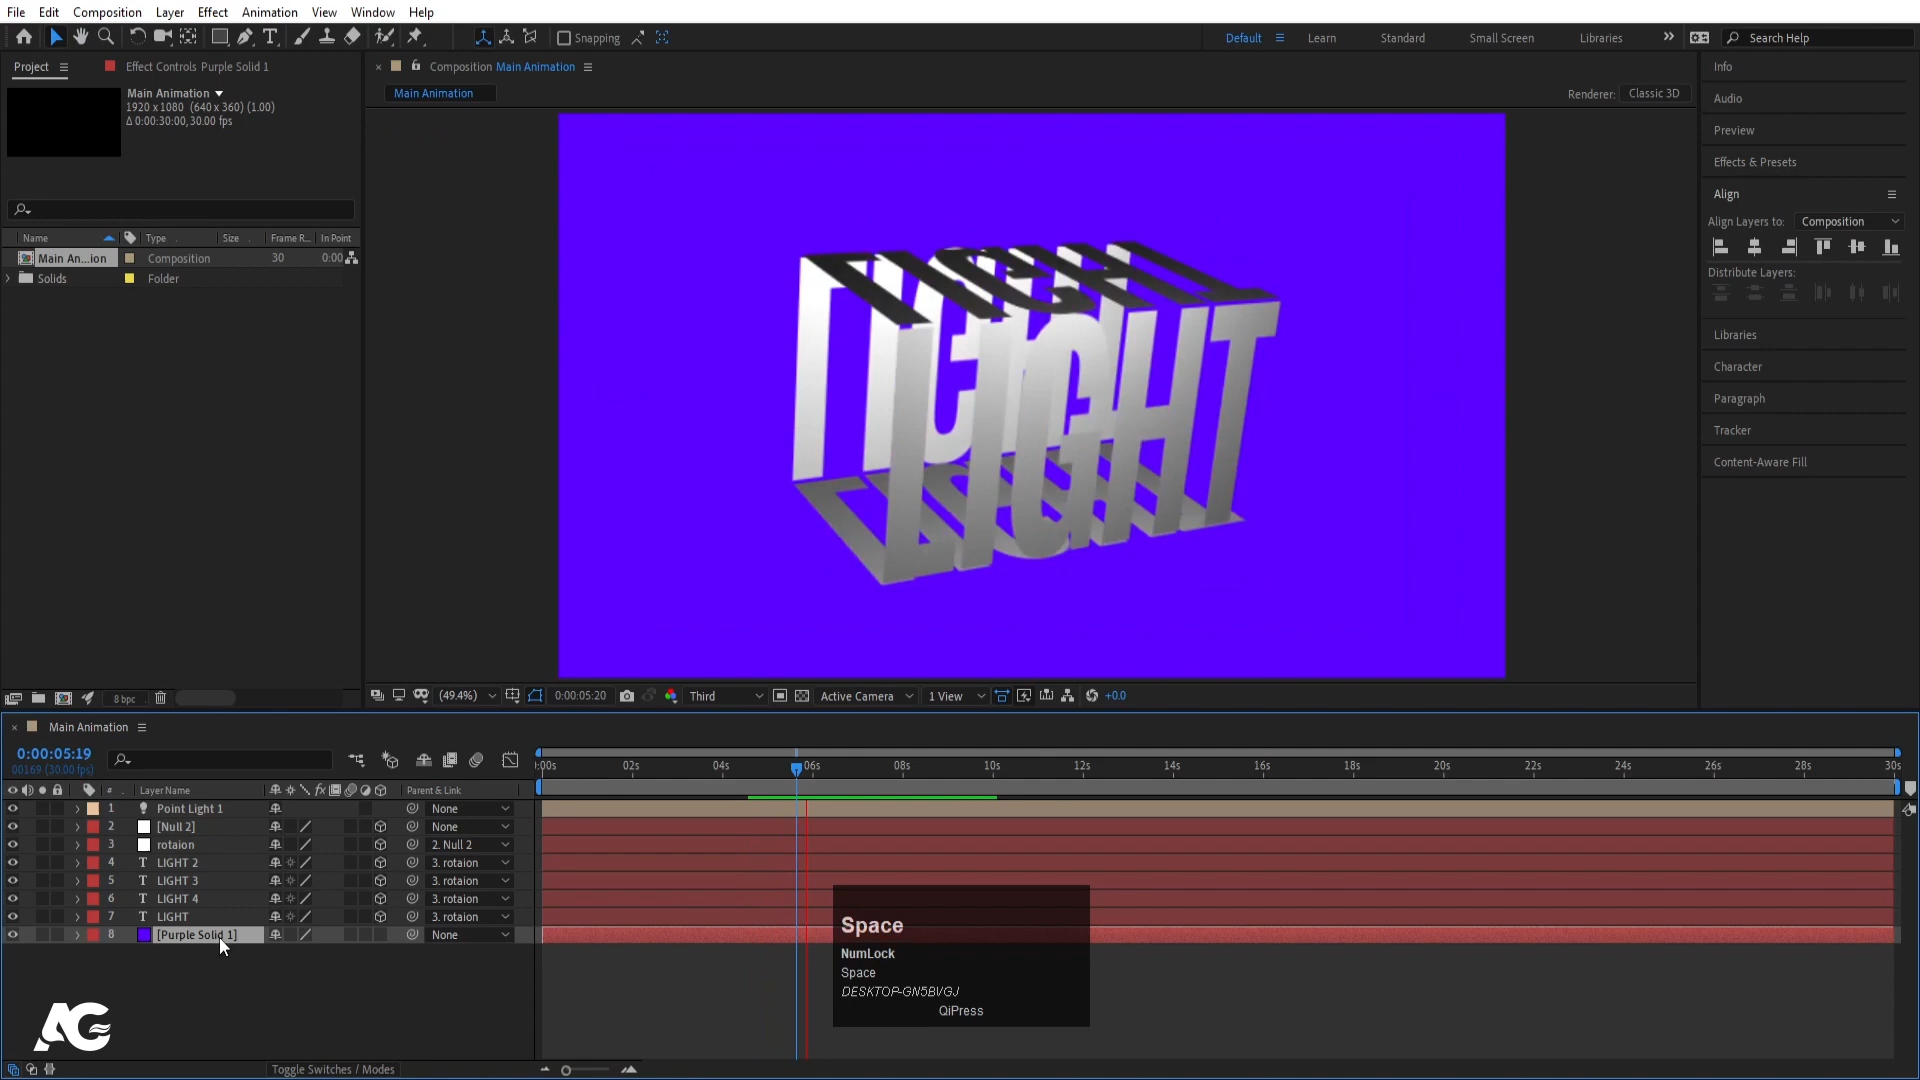 File Edit Composition Layer Effect Animation View Window Help
Snapping
Default Learn Standard Small Screen Libraries Search Help
Project Effect Controls Purple Solid 1
Composition Main Animation
Main Animation
1920 x 1080 (640 x 360) (1.00)
Δ 0:00:30:00, 30.00 fps
Main Animation
Renderer: Classic 3D
Name Type Size Frame R... In Point
Main An...ion Composition 30 0:00
Solids Folder
LIGHT
LIGHT
LIGHT
LIGHT
Info
Audio
Preview
Effects & Presets
Align
Align Layers to: Composition
Distribute Layers:
Libraries
Character
Paragraph
Tracker
Content-Aware Fill
8 bpc
(49.4%) 0:00:05:20 Third Active Camera 1 View +0.0
Main Animation
0:00:05:19
00169 (30.00 fps)
:00s 02s 04s 06s 08s 10s 12s 14s 16s 18s 20s 22s 24s 26s 28s 30s
# Layer Name fx Parent & Link
1 Point Light 1 None
2 [Null 2] None
3 rotaion 2. Null 2
4 T LIGHT 2 3. rotaion
5 T LIGHT 3 3. rotaion
6 T LIGHT 4 3. rotaion
7 T LIGHT 3. rotaion
8 [Purple Solid 1] None
Space
NumLock
Space
DESKTOP-GN5BVGJ
QiPress
AG
Toggle Switches / Modes